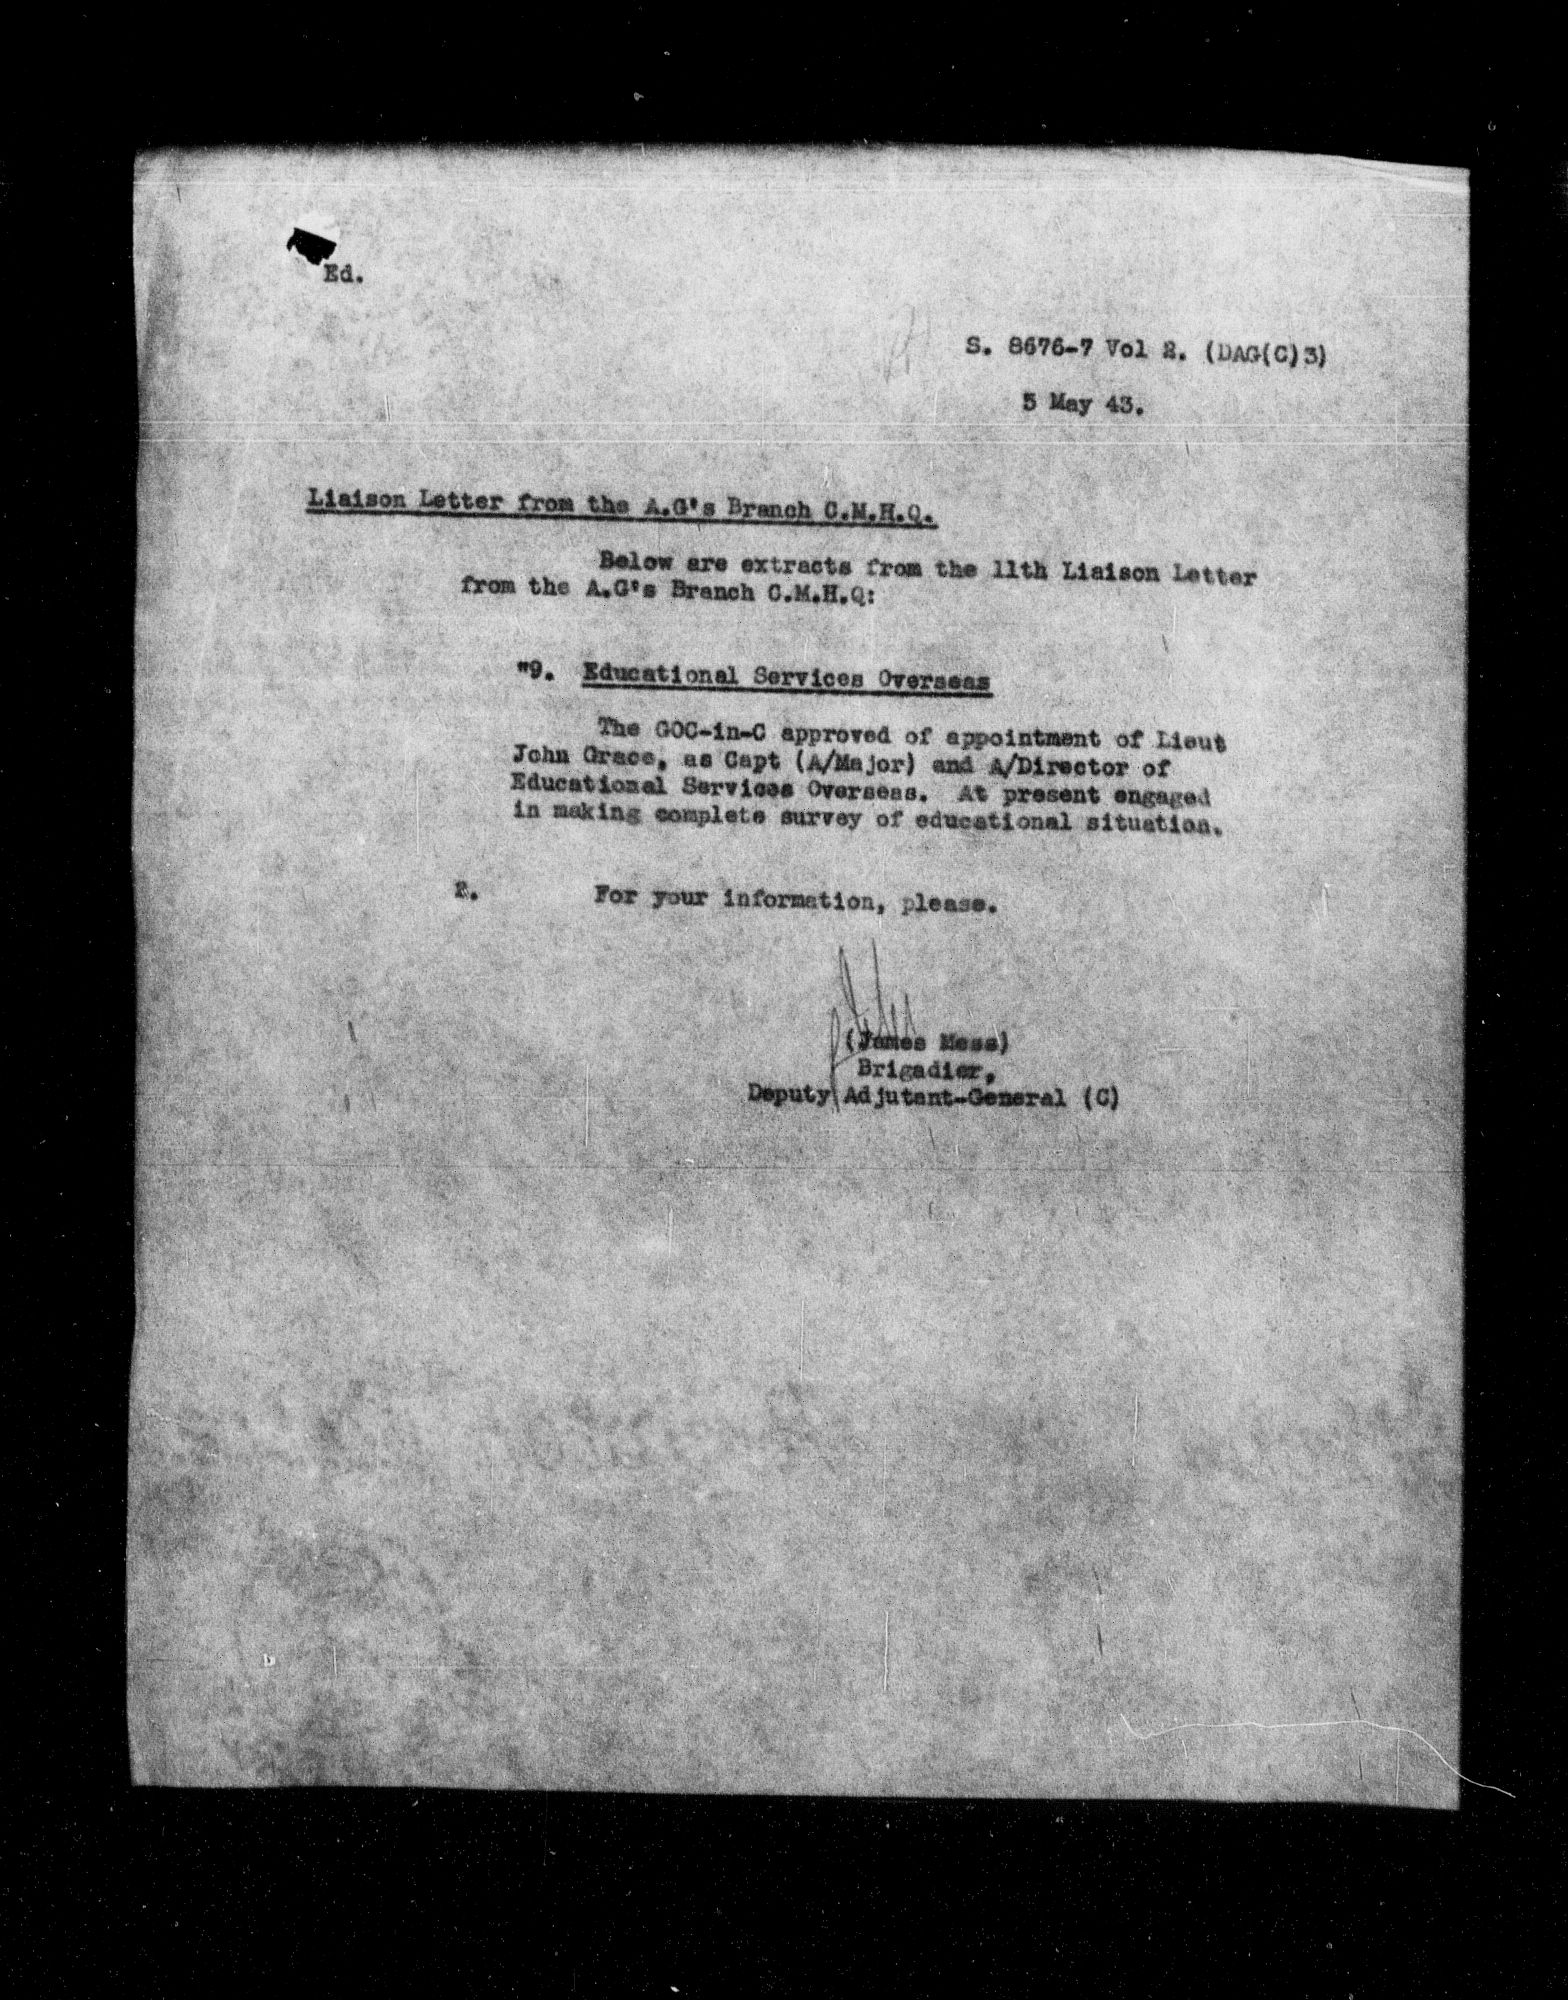 Ed.
S. 8676-7 Vol 2. (DAG(C)3)
5 May 43.
Liaison Letter from the A.G's Branch C.M.H.Q.
Below are extracts from the 11th Liaison Letter
from the A.G's Branch C.M.H.Q:
"9. Educational Services Overseas
The GOC-in-C approved of appointment of Lieut
John Grace, as Capt (A/Major) and A/Director of
Educational Services Overseas. At present engaged
in making complete survey of educational situation.
2. For your information, please.
(James Mess)
Brigadier,
Deputy Adjutant-General (C)